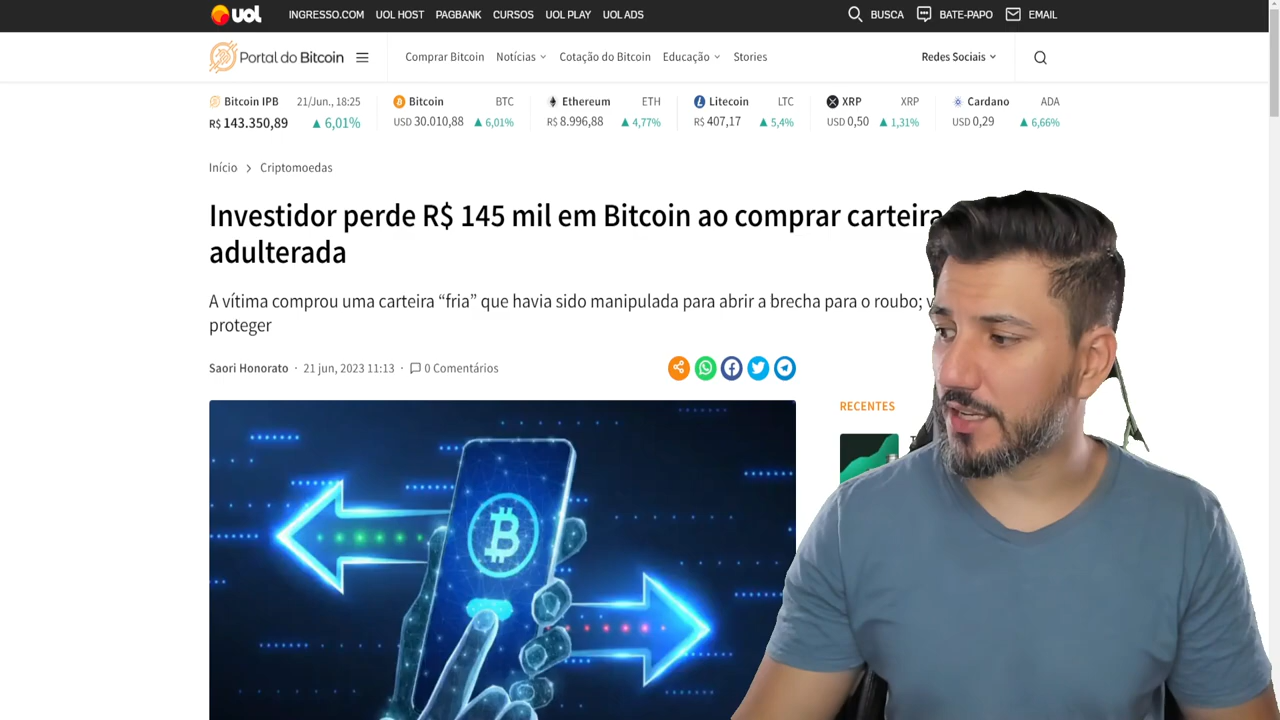 uol
INGRESSO.COM UOL HOST PAGBANK CURSOS UOL PLAY UOL ADS
BUSCA BATE-PAPO EMAIL
Portal do Bitcoin
Comprar Bitcoin Notícias Cotação do Bitcoin Educação Stories
Redes Sociais
Bitcoin IPB 21/Jun., 18:25
R$ 143.350,89 ▲ 6,01%
Bitcoin BTC
USD 30.010,88 ▲ 6,01%
Ethereum ETH
R$ 8.996,88 ▲ 4,77%
Litecoin LTC
R$ 407,17 ▲ 5,4%
XRP XRP
USD 0,50 ▲ 1,31%
Cardano ADA
USD 0,29 ▲ 6,66%
Início > Criptomoedas
Investidor perde R$ 145 mil em Bitcoin ao comprar carteira
adulterada
A vítima comprou uma carteira “fria” que havia sido manipulada para abrir a brecha para o roubo;
proteger
Saori Honorato · 21 jun, 2023 11:13 · 0 Comentários
RECENTES